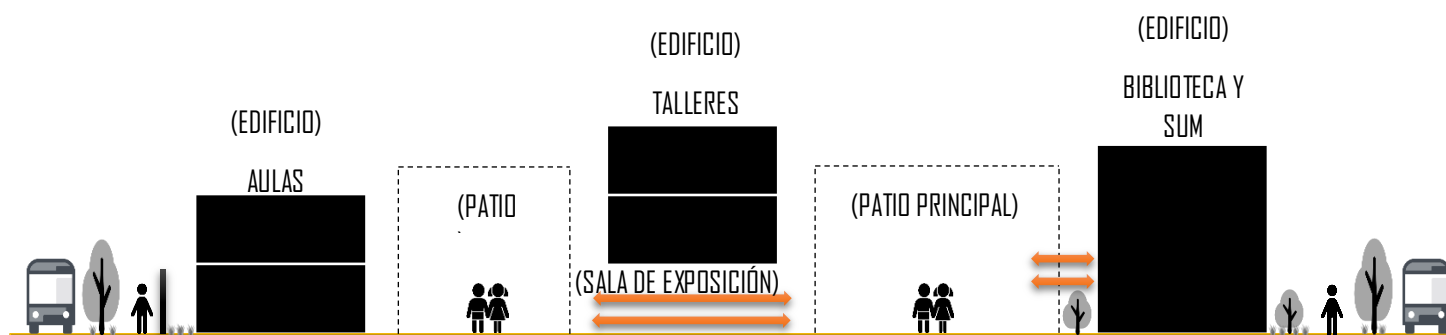 (EDIFICIO)
AULAS
(PATIO
(EDIFICIO)
TALLERES
(SALA DE EXPOSICIÓN)
(PATIO PRINCIPAL)
(EDIFICIO)
BIBLIOTECA Y
SUM